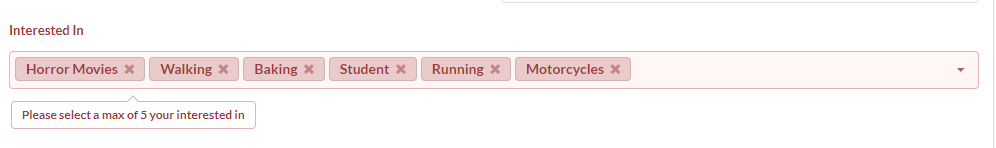 Interested In
Horror Movies Walking Baking Student Running Motorcycles
Please select a max of 5 your interested in